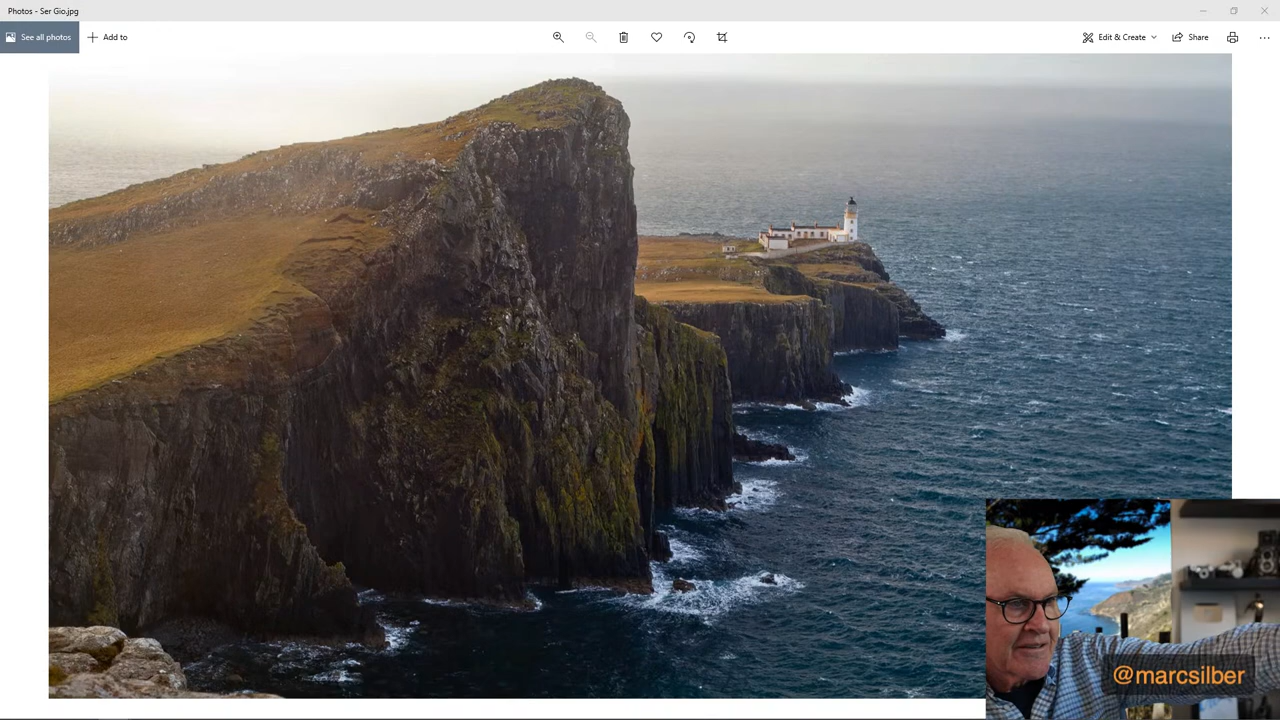 Photos - Ser Gio.jpg
See all photos
Add to
Edit & Create
Share
@marcsilber